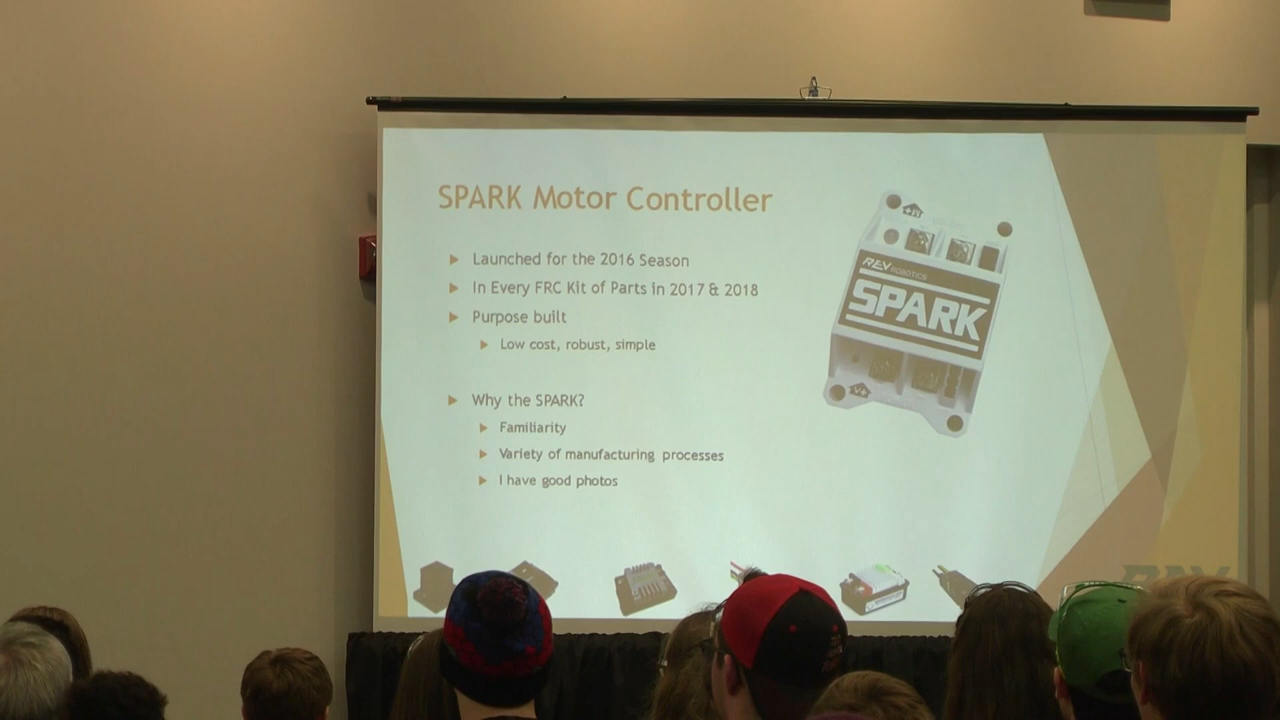 SPARK Motor Controller
Launched for the 2016 Season
In Every FRC Kit of Parts in 2017 & 2018
Purpose built
Low cost, robust, simple
Why the SPARK?
Familiarity
Variety of manufacturing processes
I have good photos
+M-
REV ROBOTICS
SPARK
V+
REV